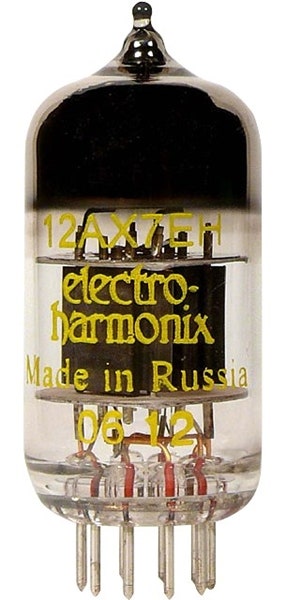 12AX7EH
electro-
harmonix
Made in Russia
06 12